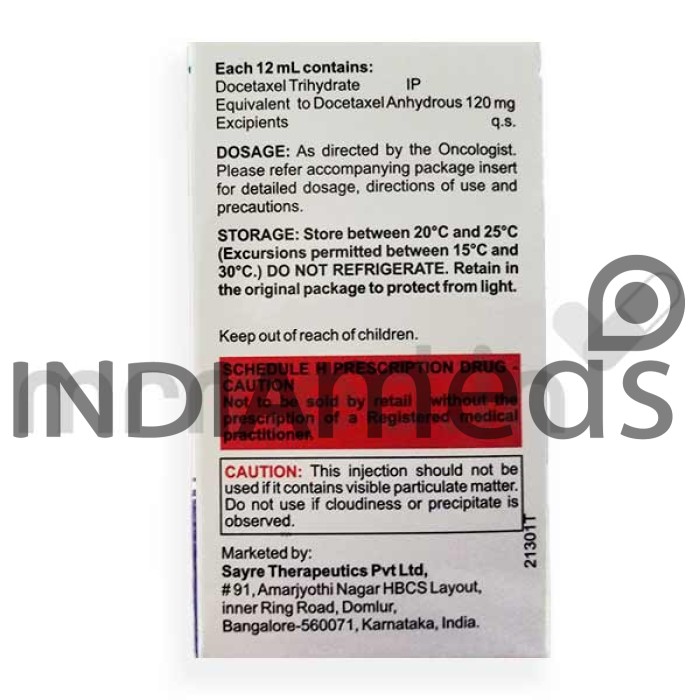 Each 12 mL contains:
Docetaxel Trihydrate IP
Equivalent to Docetaxel Anhydrous 120 mg
Excipients q.s.
DOSAGE: As directed by the Oncologist.
Please refer accompanying package insert
for detailed dosage, directions of use and
precautions.
STORAGE: Store between 20°C and 25°C
(Excursions permitted between 15°C and
30°C.) DO NOT REFRIGERATE. Retain in
the original package to protect from light.
Keep out of reach of children.
SCHEDULE H PRESCRIPTION DRUG -
CAUTION
Not to be sold by retail without the
prescription of a Registered medical
practitioner.
INDIAmeds
CAUTION: This injection should not be
used if it contains visible particulate matter.
Do not use if cloudiness or precipitate is
observed.
21301T
Marketed by:
Sayre Therapeutics Pvt Ltd,
# 91, Amarjyothi Nagar HBCS Layout,
inner Ring Road, Domlur,
Bangalore-560071, Karnataka, India.